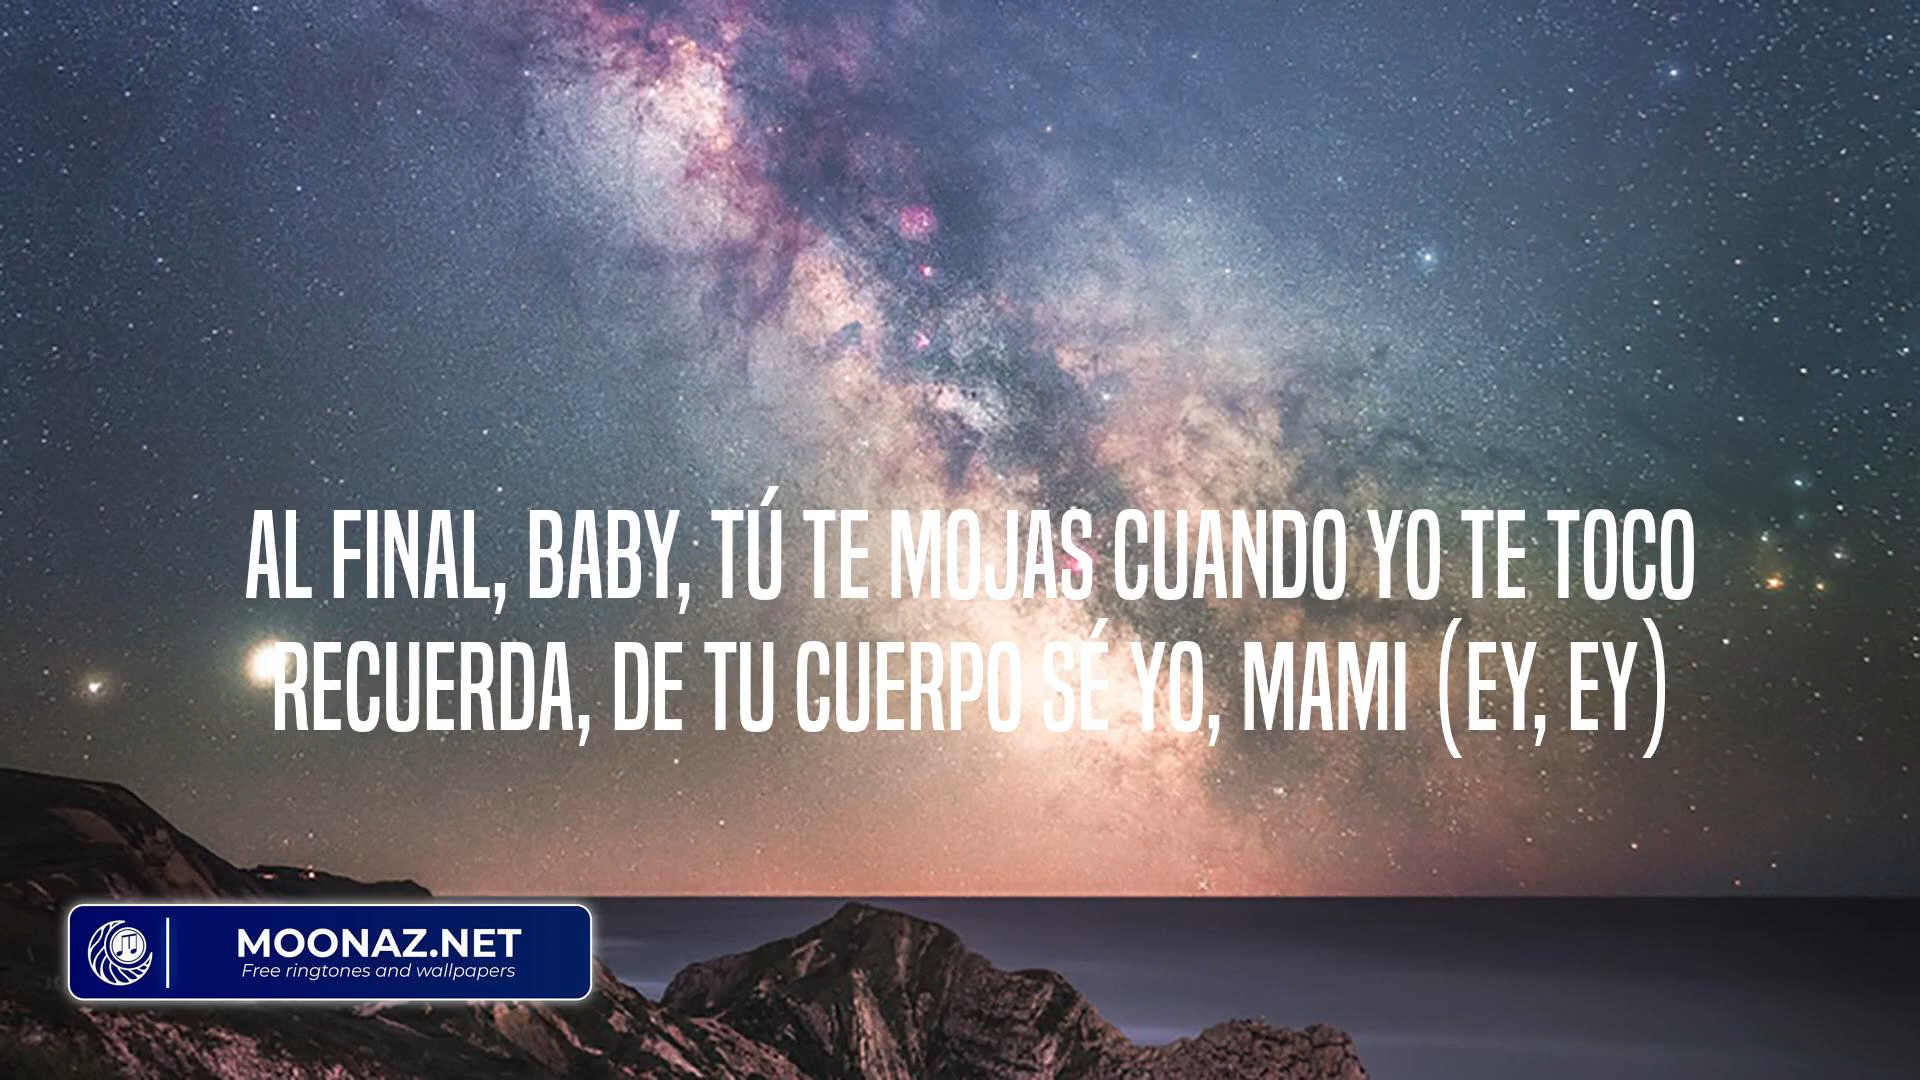 AL FINAL, BABY, TÚ TE MOJAS CUANDO YO TE TOCO
RECUERDA, DE TU CUERPO SÉ YO, MAMI (EY, EY)
MOONAZ.NET
Free ringtones and wallpapers